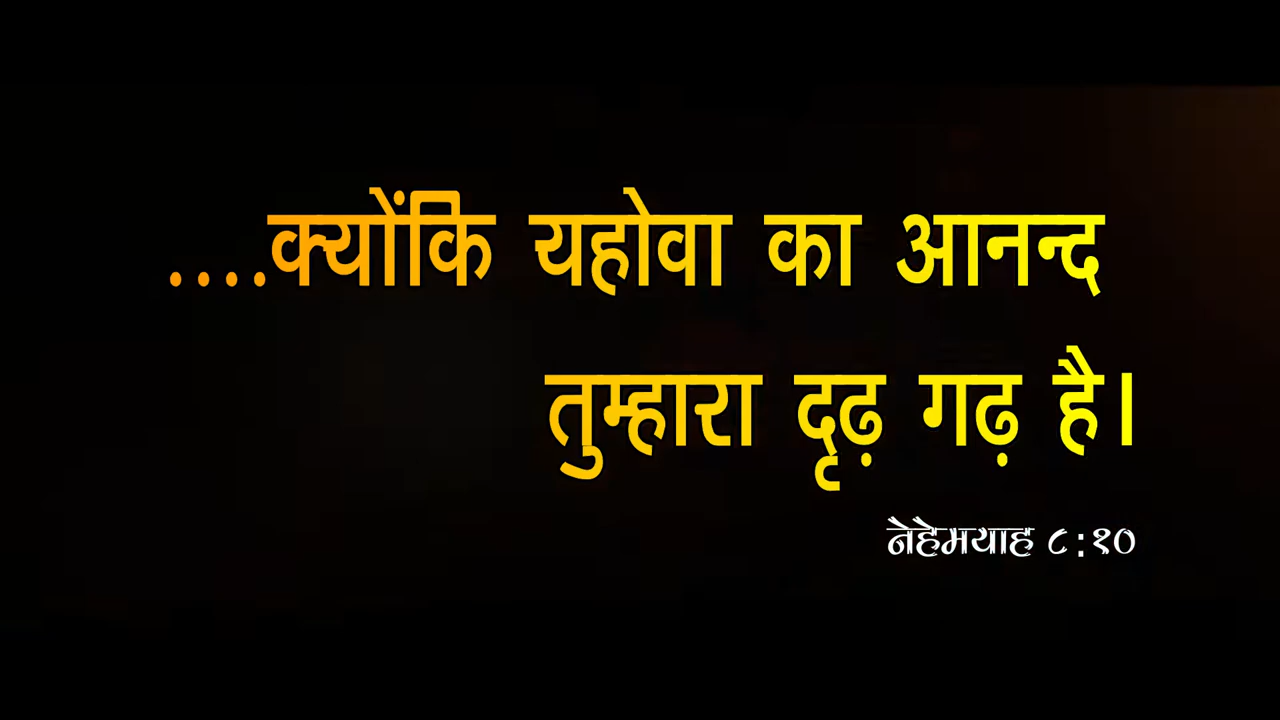 ....क्योंकि यहोवा का आनन्द
तुम्हारा दृढ़ गढ़ है।
नेहेमयाह ८:१०